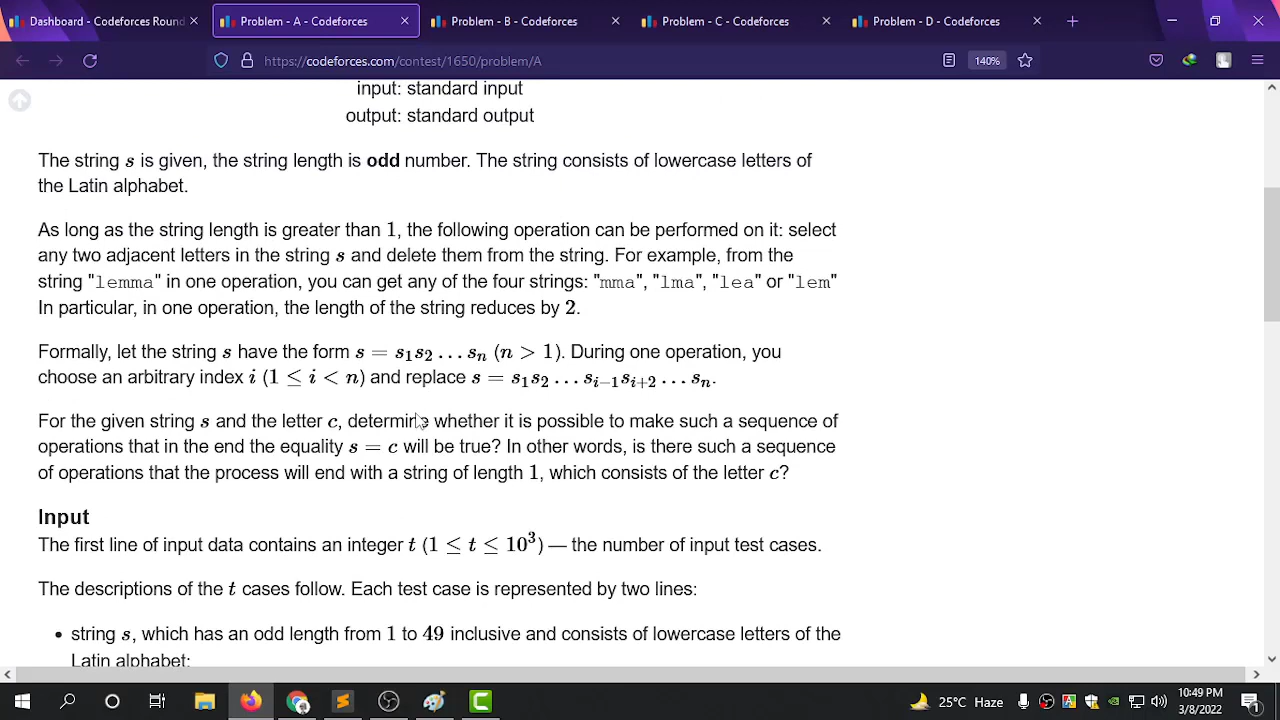 Dashboard - Codeforces Round
Problem - A - Codeforces
Problem - B - Codeforces
Problem - C - Codeforces
Problem - D - Codeforces
https://codeforces.com/contest/1650/problem/A
140%
input: standard input
output: standard output
The string s is given, the string length is odd number. The string consists of lowercase letters of
the Latin alphabet.
As long as the string length is greater than 1, the following operation can be performed on it: select
any two adjacent letters in the string s and delete them from the string. For example, from the
string "lemma" in one operation, you can get any of the four strings: "mma", "lma", "lea" or "lem"
In particular, in one operation, the length of the string reduces by 2.
Formally, let the string s have the form s = s₁s₂ … sₙ (n > 1). During one operation, you
choose an arbitrary index i (1 ≤ i < n) and replace s = s₁s₂ … sᵢ₋₁sᵢ₊₂ … sₙ.
For the given string s and the letter c, determine whether it is possible to make such a sequence of
operations that in the end the equality s = c will be true? In other words, is there such a sequence
of operations that the process will end with a string of length 1, which consists of the letter c?
Input
The first line of input data contains an integer t (1 ≤ t ≤ 10³) — the number of input test cases.
The descriptions of the t cases follow. Each test case is represented by two lines:
• string s, which has an odd length from 1 to 49 inclusive and consists of lowercase letters of the
Latin alphabet;
25°C Haze
10:49 PM
3/8/2022